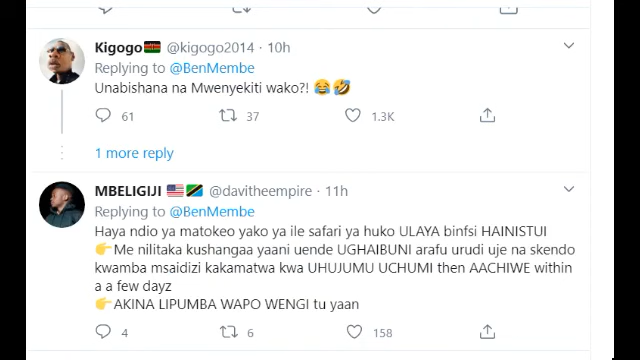 Kigogo🇰🇪 @kigogo2014 · 10h
Replying to @BenMembe
Unabishana na Mwenyekiti wako?! 😂🤣
61 37 1.3K
1 more reply
MBELIGIJI 🇺🇸🇹🇿 @davitheempire · 11h
Replying to @BenMembe
Haya ndio ya matokeo yako ya ile safari ya huko ULAYA binfsi HAINISTUI
👉Me nilitaka kushangaa yaani uende UGHAIBUNI arafu urudi uje na skendo
kwamba msaidizi kakamatwa kwa UHUJUMU UCHUMI then AACHIWE within
a a few dayz
👉AKINA LIPUMBA WAPO WENGI tu yaan
4 6 158